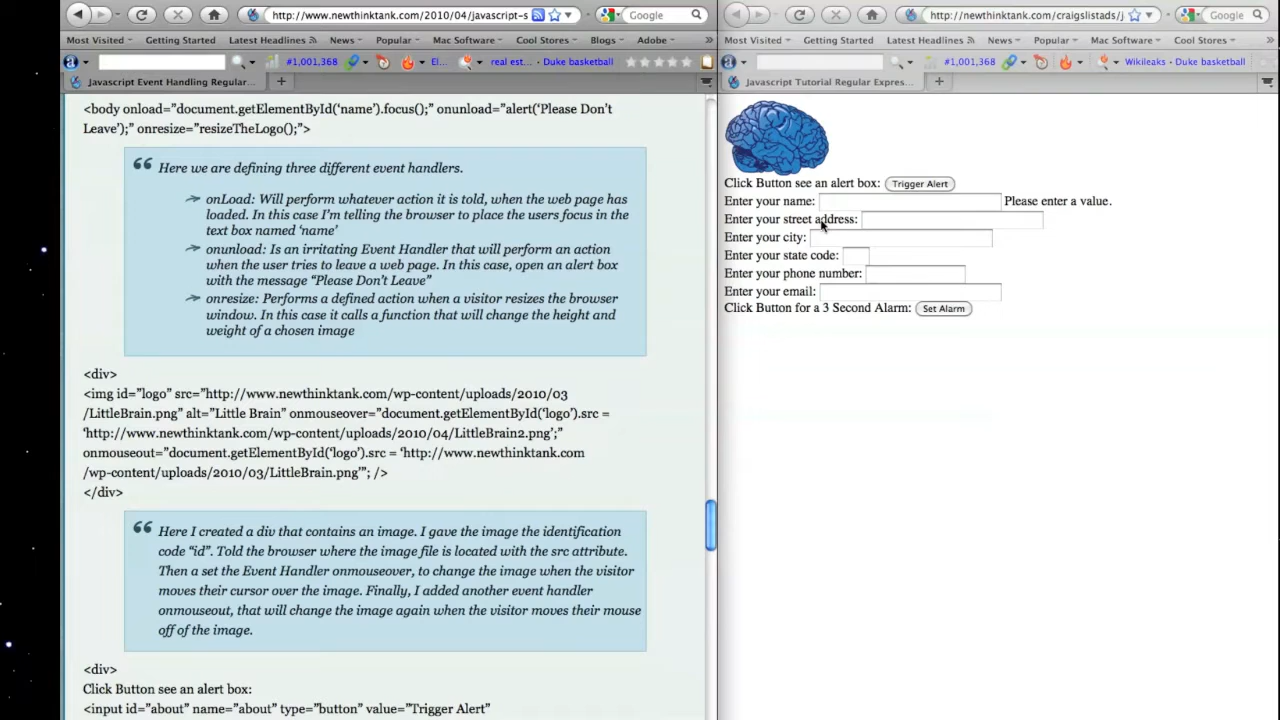 http://www.newthinktank.com/2010/04/javascript-s
Google
Most Visited Getting Started Latest Headlines News Popular Mac Software Cool Stores Blogs Adobe »
#1,001,368 El... real est... Duke basketball
Javascript Event Handling Regular...
<body onload=”document.getElementById(‘name’).focus();” onunload=”alert(‘Please Don’t
Leave’);” onresize=”resizeTheLogo();”>
“ Here we are defining three different event handlers.
onLoad: Will perform whatever action it is told, when the web page has
loaded. In this case I’m telling the browser to place the users focus in the
text box named ‘name’
onunload: Is an irritating Event Handler that will perform an action
when the user tries to leave a web page. In this case, open an alert box
with the message “Please Don’t Leave”
onresize: Performs a defined action when a visitor resizes the browser
window. In this case it calls a function that will change the height and
weight of a chosen image
<div>
<img id=”logo” src=”http://www.newthinktank.com/wp-content/uploads/2010/03
/LittleBrain.png” alt=”Little Brain” onmouseover=”document.getElementById(‘logo’).src =
‘http://www.newthinktank.com/wp-content/uploads/2010/04/LittleBrain2.png’;”
onmouseout=”document.getElementById(‘logo’).src = ‘http://www.newthinktank.com
/wp-content/uploads/2010/03/LittleBrain.png’”; />
</div>
“ Here I created a div that contains an image. I gave the image the identification
code “id”. Told the browser where the image file is located with the src attribute.
Then a set the Event Handler onmouseover, to change the image when the visitor
moves their cursor over the image. Finally, I added another event handler
onmouseout, that will change the image again when the visitor moves their mouse
off of the image.
<div>
Click Button see an alert box:
<input id=”about” name=”about” type=”button” value=”Trigger Alert”
http://newthinktank.com/craigslistads/j
Google
Most Visited Getting Started Latest Headlines News Popular Mac Software Cool Stores »
#1,001,368 Wikileaks Duke basketball
Javascript Tutorial Regular Expres...
Click Button see an alert box: Trigger Alert
Enter your name: Please enter a value.
Enter your street address:
Enter your city:
Enter your state code:
Enter your phone number:
Enter your email:
Click Button for a 3 Second Alarm: Set Alarm